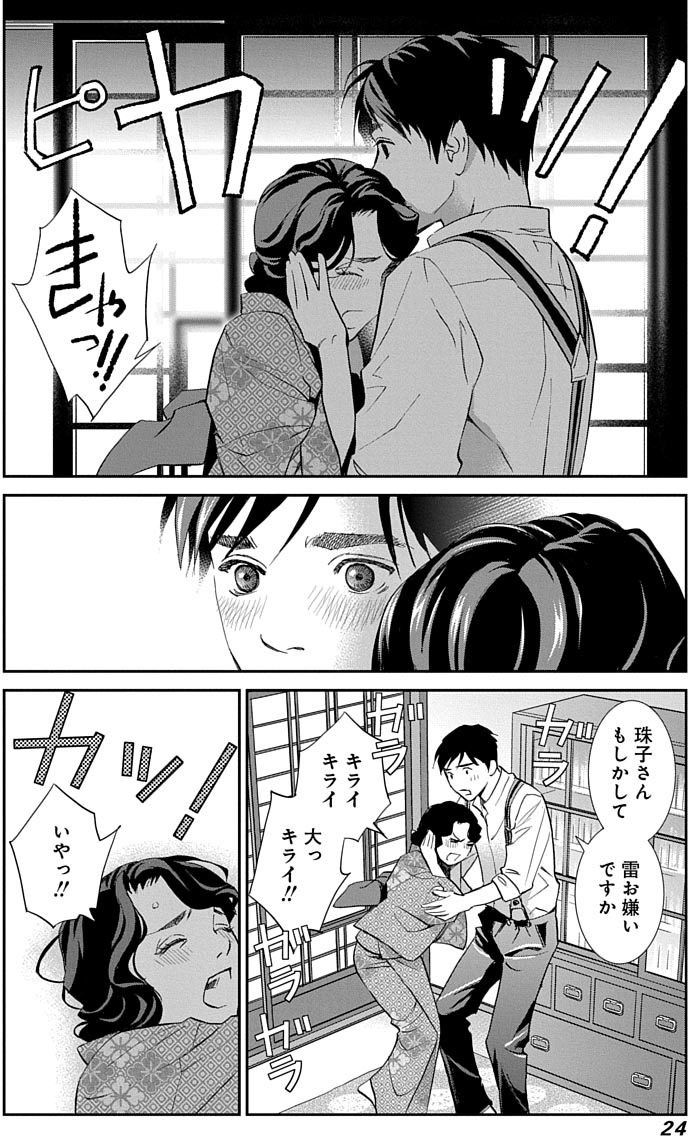 ピカ!!!
きゃっ!!
珠子さん
もしかして
雷お嫌い
ですか
ガラ
ガラ
キライ
キライ
大っ
キライ!!
ガラ
ガラ
カッ!
いやっ!!
24